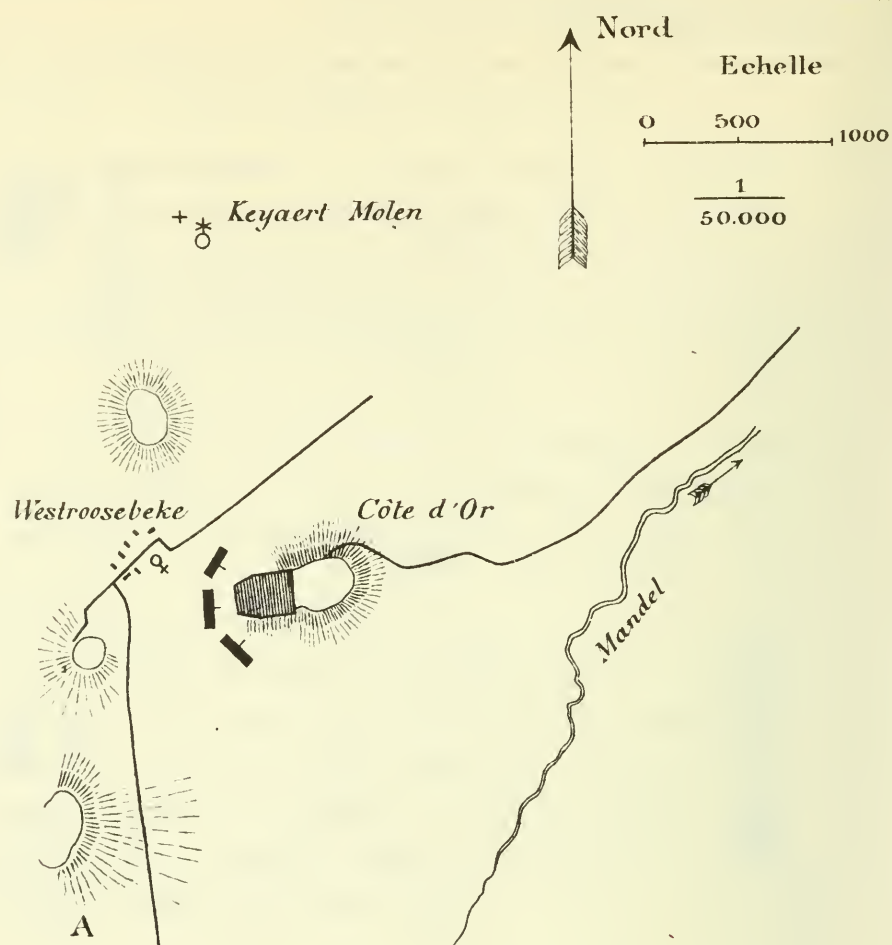 Nord
Echelle
0 500 1000
1
50.000
Keyaert Molen
Westroosebeke
Côte d'Or
Mandel
A